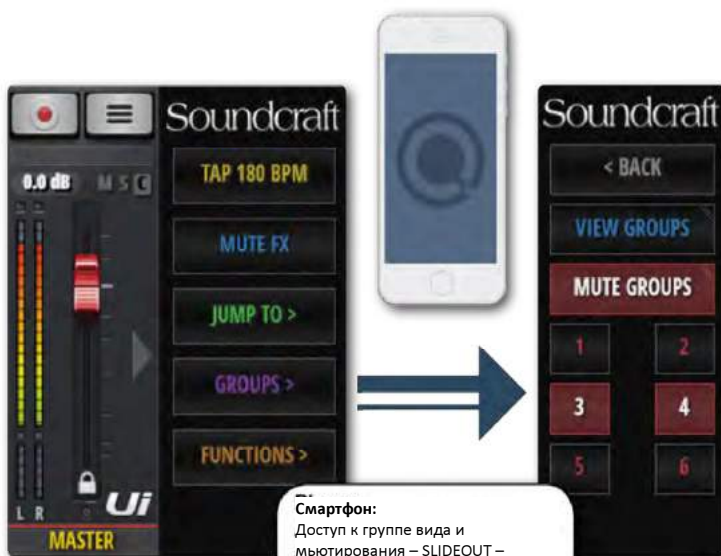 Soundcraft
0.0 dB M S
TAP 180 BPM
MUTE FX
JUMP TO >
GROUPS >
FUNCTIONS >
L R
Ui
MASTER
Soundcraft
< BACK
VIEW GROUPS
MUTE GROUPS
1 2
3 4
5 6
Смартфон:
Доступ к группе вида и
мьютирования – SLIDEOUT –